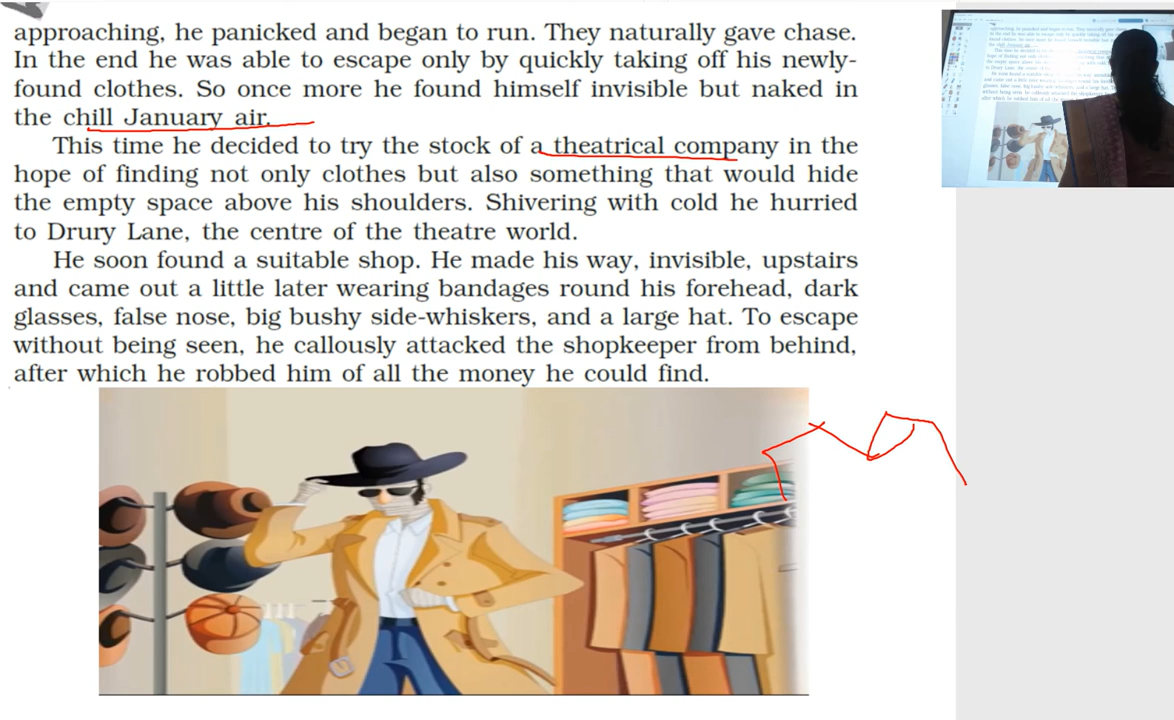 approaching, he panicked and began to run. They naturally gave chase.
In the end he was able to escape only by quickly taking off his newly-
found clothes. So once more he found himself invisible but naked in
the chill January air.
This time he decided to try the stock of a theatrical company in the
hope of finding not only clothes but also something that would hide
the empty space above his shoulders. Shivering with cold he hurried
to Drury Lane, the centre of the theatre world.
He soon found a suitable shop. He made his way, invisible, upstairs
and came out a little later wearing bandages round his forehead, dark
glasses, false nose, big bushy side-whiskers, and a large hat. To escape
without being seen, he callously attacked the shopkeeper from behind,
after which he robbed him of all the money he could find.